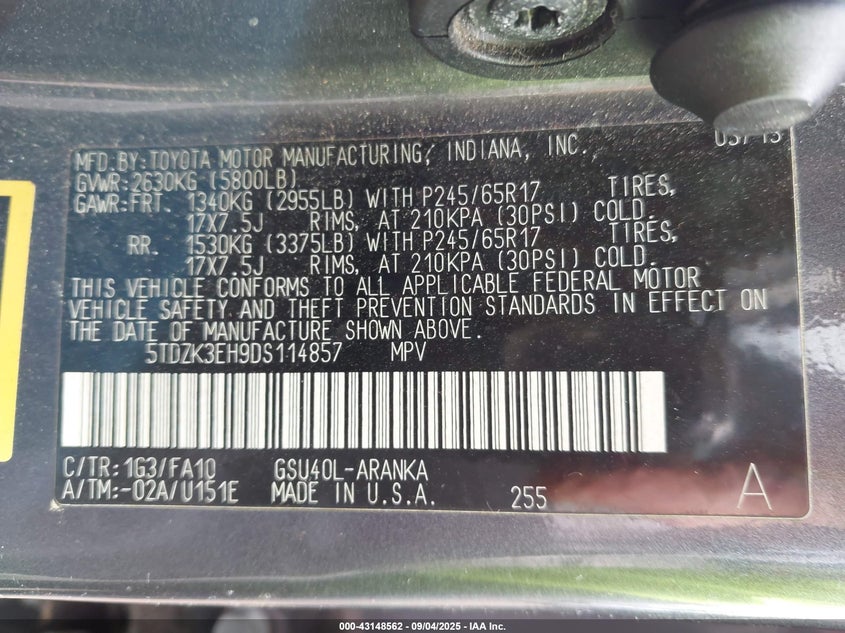 MFD.BY:TOYOTA MOTOR MANUFACTURING, INDIANA, INC. 03/13
GVWR:2630KG (5800LB)
GAWR:FRT. 1340KG (2955LB) WITH P245/65R17 TIRES,
17X7.5J RIMS, AT 210KPA (30PSI) COLD.
RR. 1530KG (3375LB) WITH P245/65R17 TIRES,
17X7.5J RIMS, AT 210KPA (30PSI) COLD.
THIS VEHICLE CONFORMS TO ALL APPLICABLE FEDERAL MOTOR
VEHICLE SAFETY AND THEFT PREVENTION STANDARDS IN EFFECT ON
THE DATE OF MANUFACTURE SHOWN ABOVE.
5TDZK3EH9DS114857 MPV
C/TR: 1G3/FA10 GSU40L-ARANKA
A/TM:-02A/U151E MADE IN U.S.A. 255 A
000-43148562 - 09/04/2025 - IAA Inc.